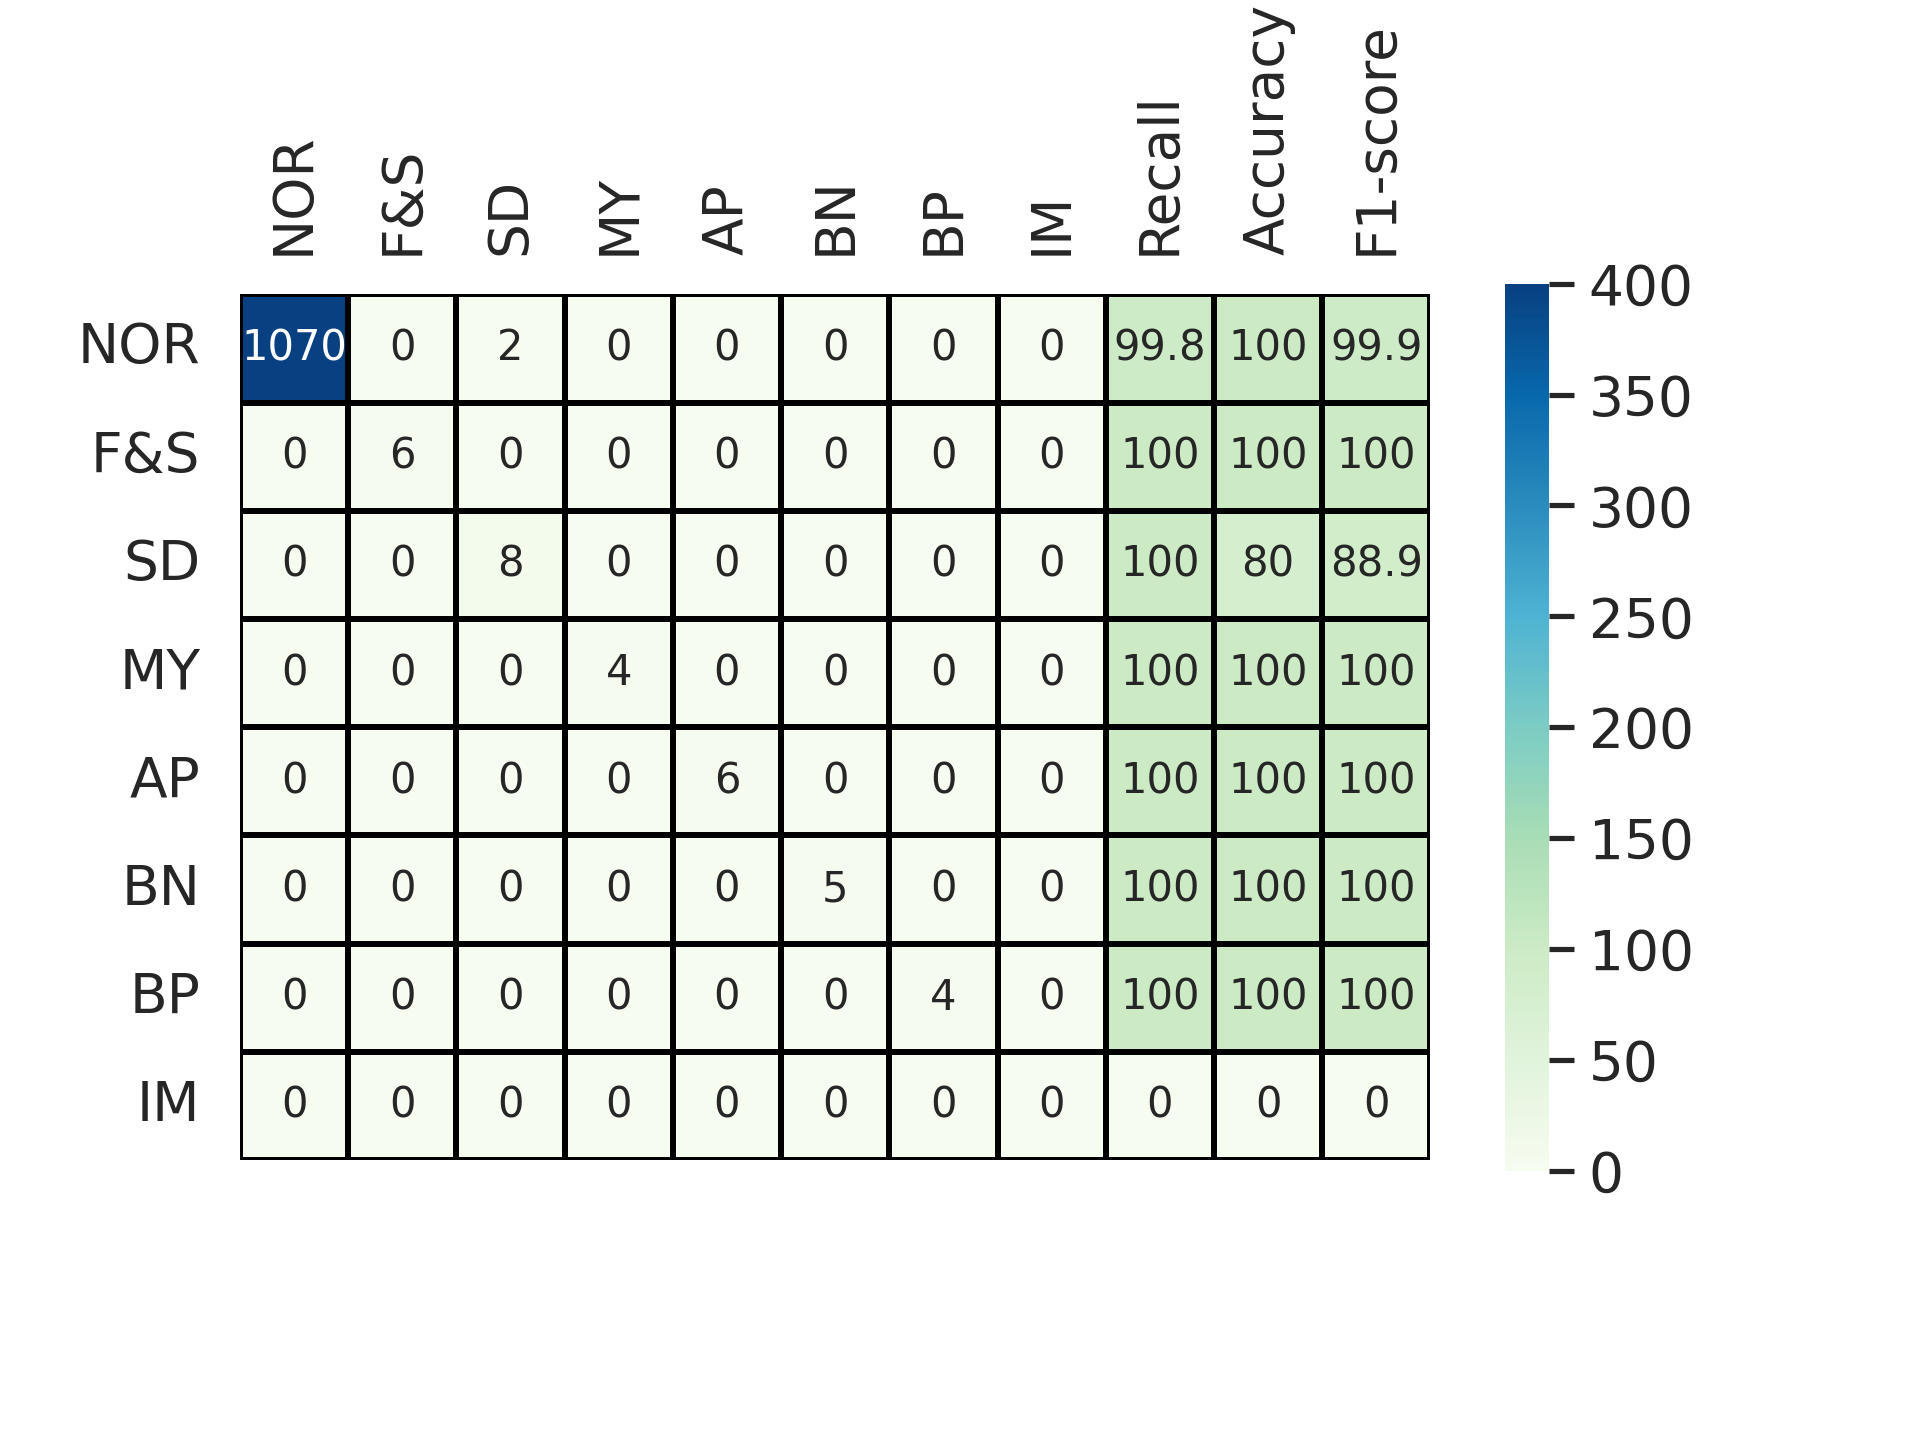 NOR F&S SD MY AP BN BP IM Recall Accuracy F1-score
NOR 1070 0 2 0 0 0 0 0 99.8 100 99.9
F&S 0 6 0 0 0 0 0 0 100 100 100
SD 0 0 8 0 0 0 0 0 100 80 88.9
MY 0 0 0 4 0 0 0 0 100 100 100
AP 0 0 0 0 6 0 0 0 100 100 100
BN 0 0 0 0 0 5 0 0 100 100 100
BP 0 0 0 0 0 0 4 0 100 100 100
IM 0 0 0 0 0 0 0 0 0 0 0
400
350
300
250
200
150
100
50
0